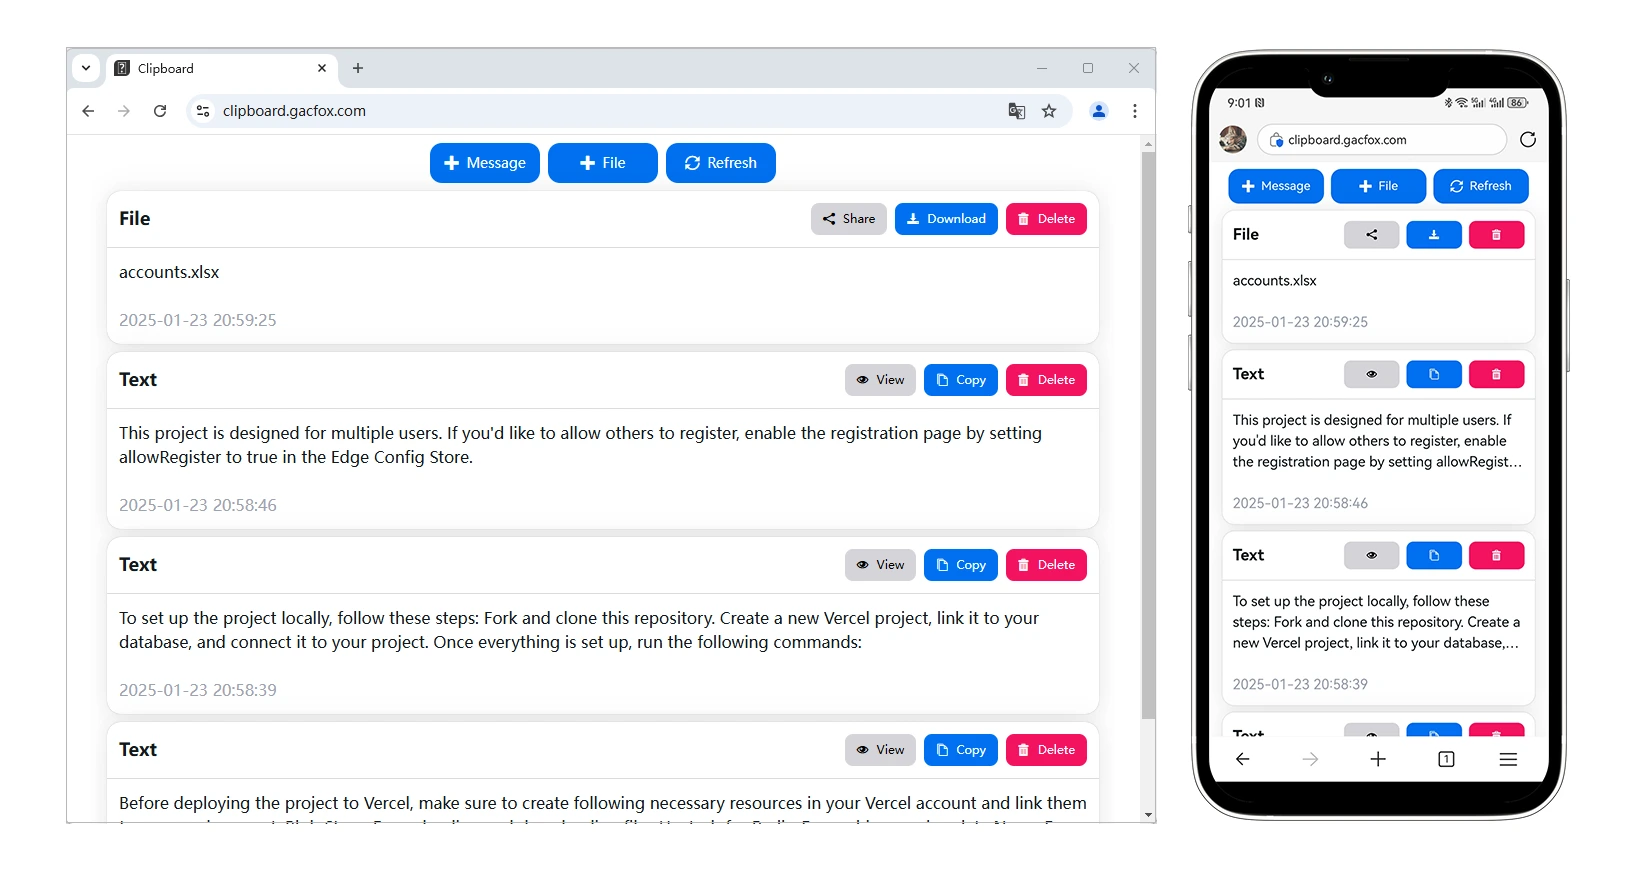 Clipboard
clipboard.gacfox.com
Message
File
Refresh
File
Share
Download
Delete
accounts.xlsx
2025-01-23 20:59:25
Text
View
Copy
Delete
This project is designed for multiple users. If you'd like to allow others to register, enable the registration page by setting
allowRegister to true in the Edge Config Store.
2025-01-23 20:58:46
Text
View
Copy
Delete
To set up the project locally, follow these steps: Fork and clone this repository. Create a new Vercel project, link it to your
database, and connect it to your project. Once everything is set up, run the following commands:
2025-01-23 20:58:39
Text
View
Copy
Delete
Before deploying the project to Vercel, make sure to create following necessary resources in your Vercel account and link them
9:01
86
clipboard.gacfox.com
Message
File
Refresh
File
accounts.xlsx
2025-01-23 20:59:25
Text
This project is designed for multiple users. If
you'd like to allow others to register, enable
the registration page by setting allowRegist...
2025-01-23 20:58:46
Text
To set up the project locally, follow these
steps: Fork and clone this repository. Create a
new Vercel project, link it to your database,...
2025-01-23 20:58:39
Text
1